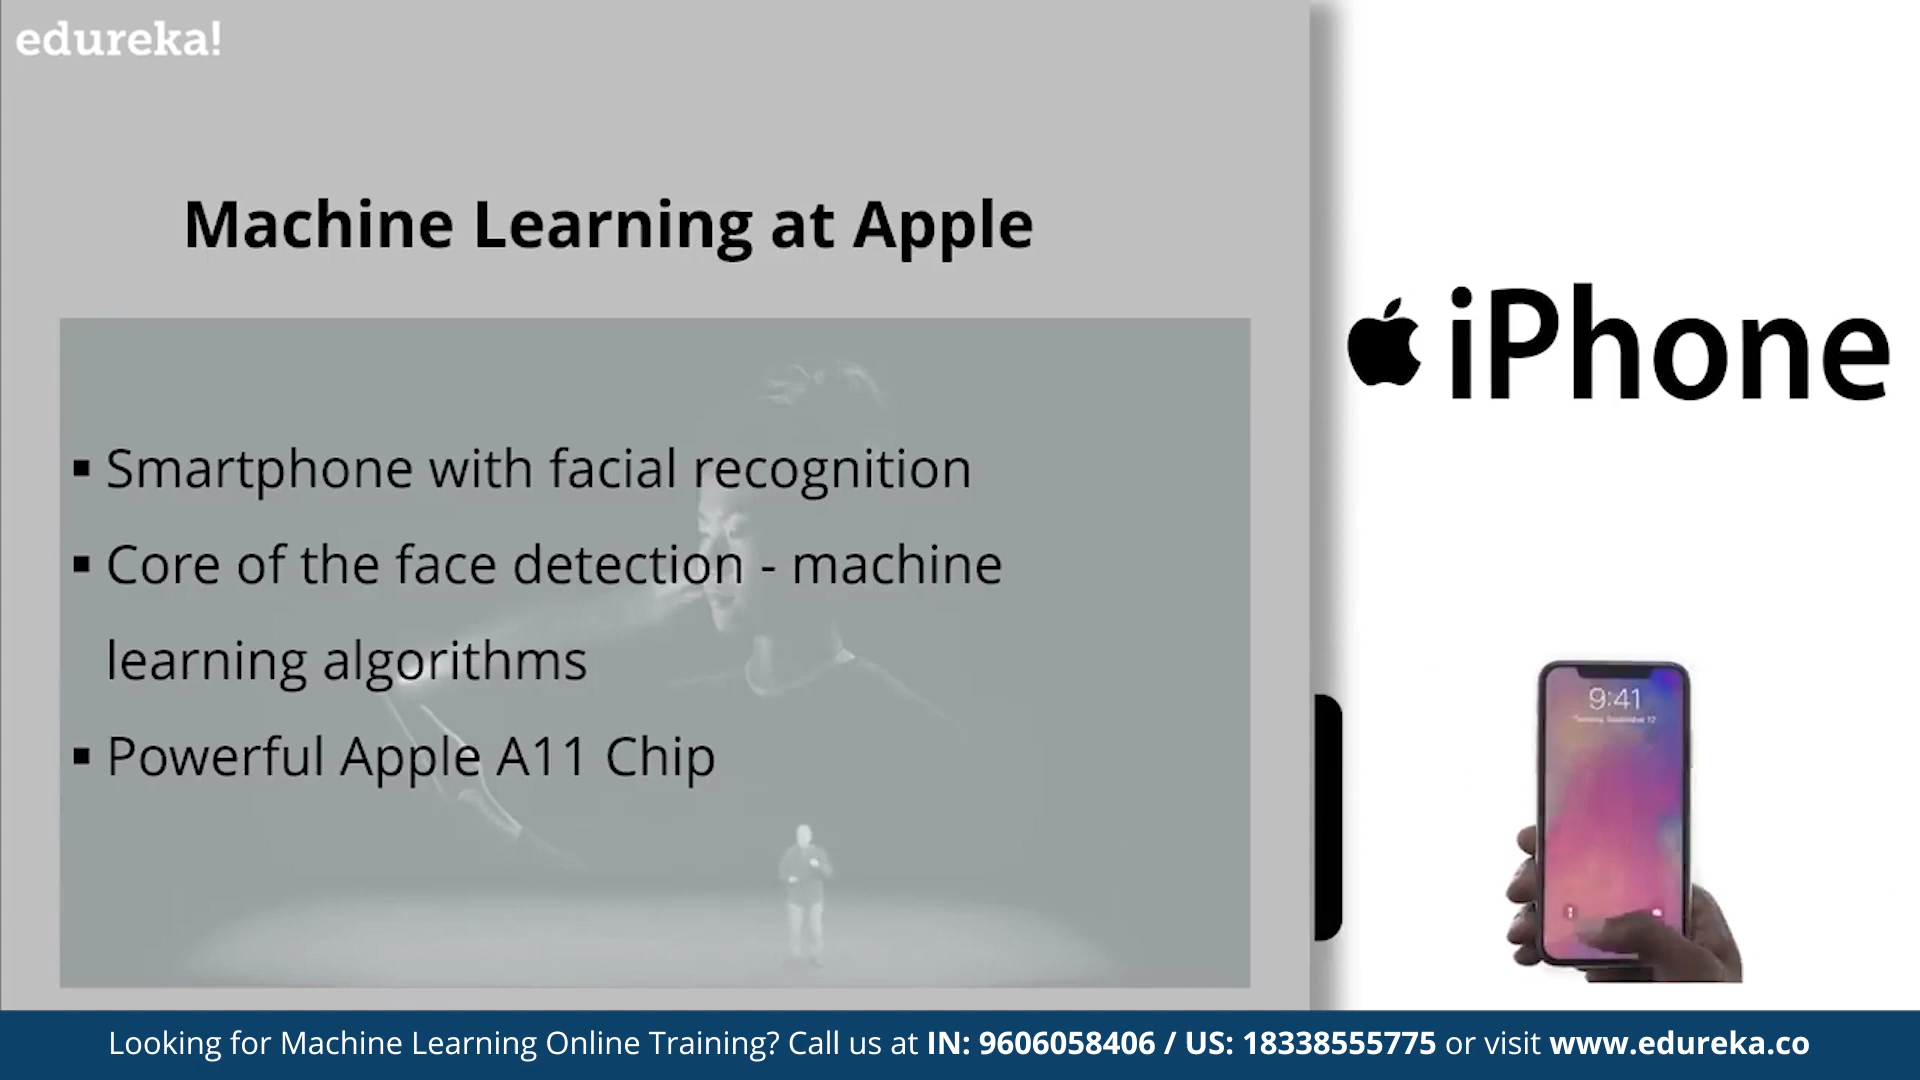 edureka!
Machine Learning at Apple
▪ Smartphone with facial recognition
▪ Core of the face detection - machine
learning algorithms
▪ Powerful Apple A11 Chip
iPhone
9:41
Looking for Machine Learning Online Training? Call us at IN: 9606058406 / US: 18338555775 or visit www.edureka.co